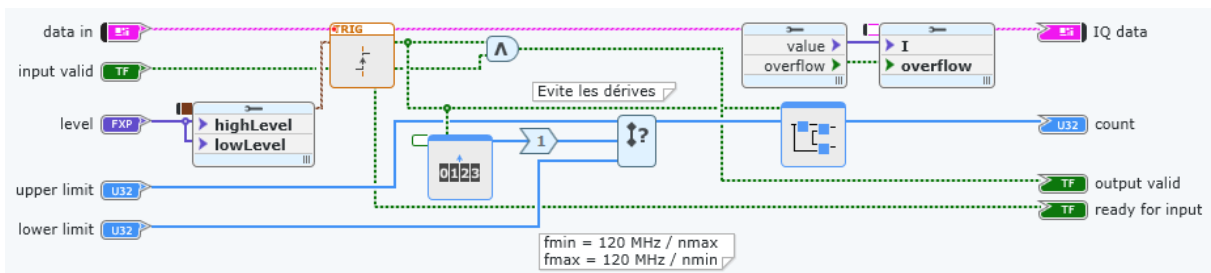 data in
TRIG
value
overflow
I
overflow
IQ data
input valid
TF
Λ
level
FXP
highLevel
lowLevel
Evite les dérives
0123
1
?
U32
count
upper limit
U32
TF
output valid
lower limit
U32
TF
ready for input
fmin = 120 MHz / nmax
fmax = 120 MHz / nmin